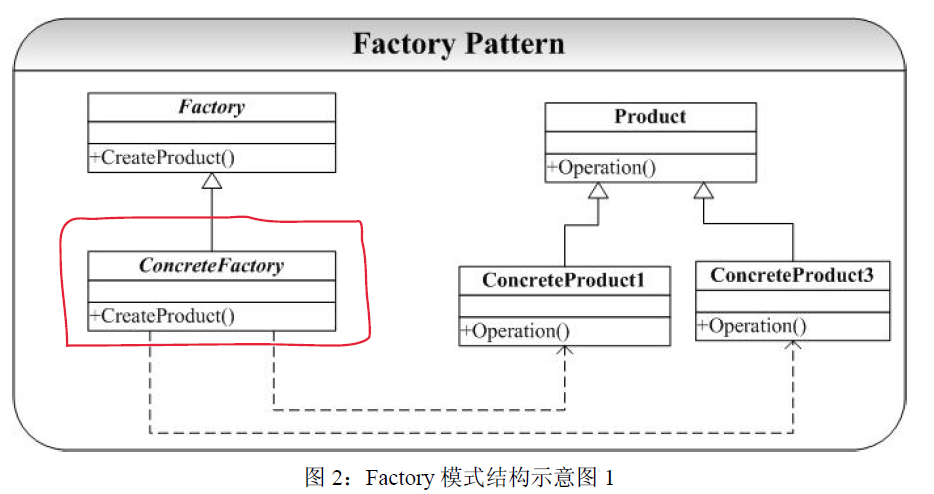 Factory Pattern
Factory
+CreateProduct()
Product
+Operation()
ConcreteFactory
+CreateProduct()
ConcreteProduct1
+Operation()
ConcreteProduct3
+Operation()
图 2：Factory 模式结构示意图 1